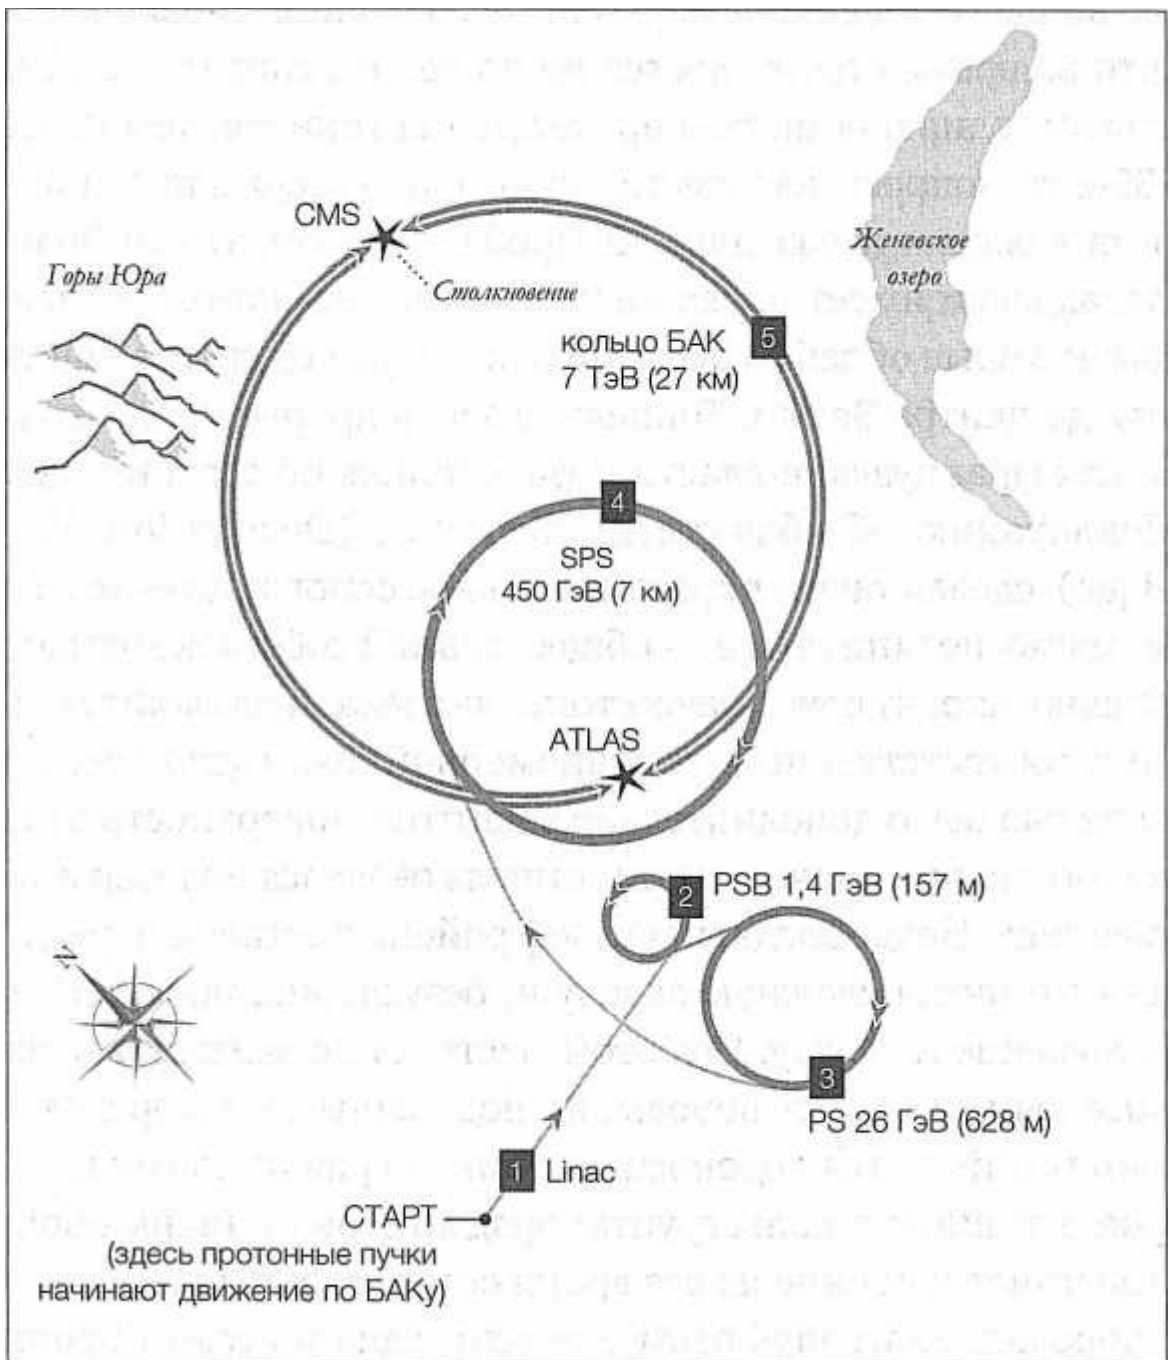 CMS
Горы Юра
Столкновение
Женевское
озеро
5
кольцо БАК
7 ТэВ (27 км)
4
SPS
450 ГэВ (7 км)
ATLAS
2
PSB 1,4 ГэВ (157 м)
N
3
PS 26 ГэВ (628 м)
1
Linac
СТАРТ
(здесь протонные пучки
начинают движение по БАКу)